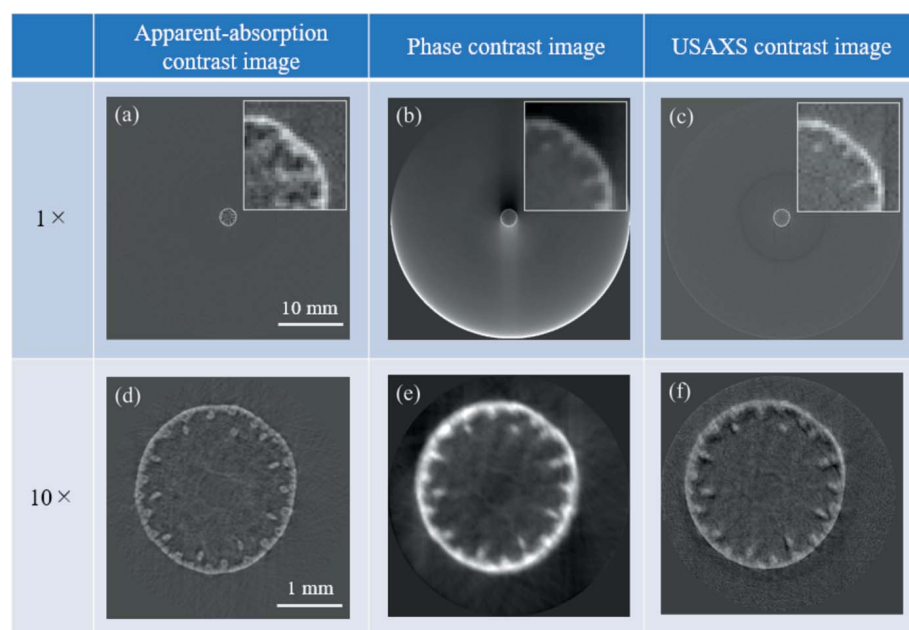 Apparent-absorption
contrast image
Phase contrast image
USAXS contrast image
1 ×
(a)
10 mm
(b)
(c)
10 ×
(d)
1 mm
(e)
(f)